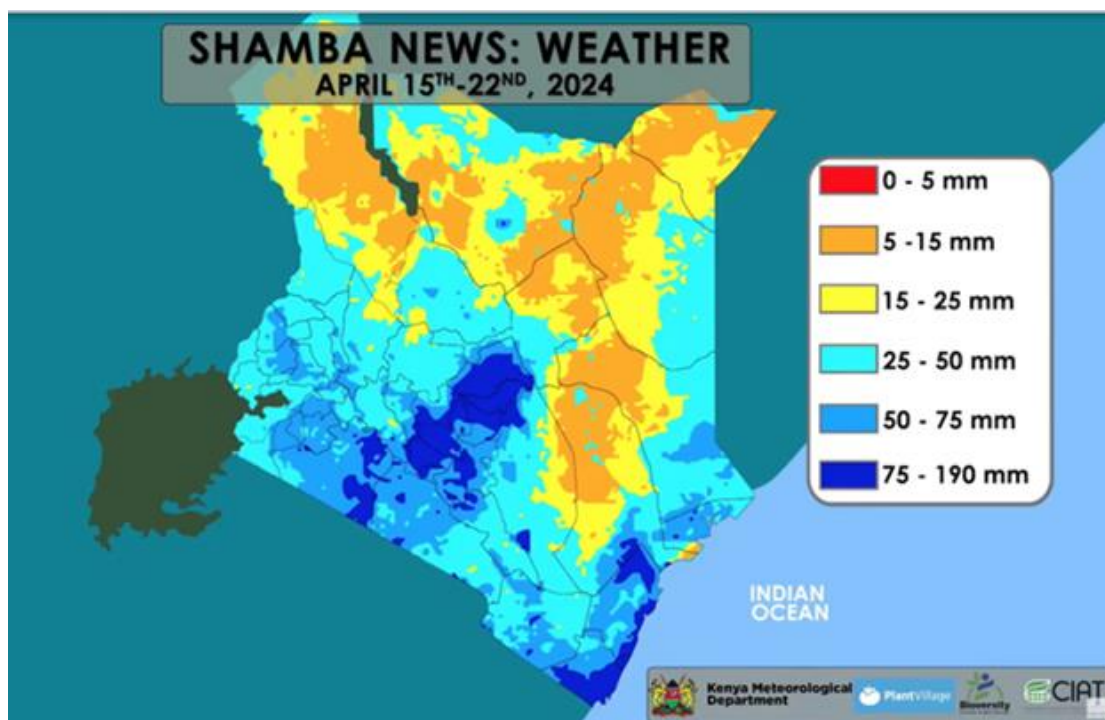 SHAMBA NEWS: WEATHER
APRIL 15TH-22ND, 2024
0 - 5 mm
5 -15 mm
15 - 25 mm
25 - 50 mm
50 - 75 mm
75 - 190 mm
INDIAN
OCEAN
Kenya Meteorological
Department
PlantVillage
Bioversity
CIAT